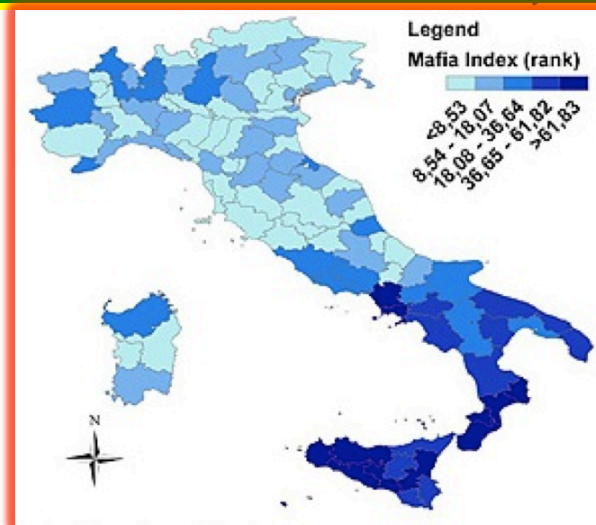 Legend
Mafia Index (rank)
<8,53
8,54 - 18,07
18,08 - 36,64
36,65 - 61,82
>61,83
N